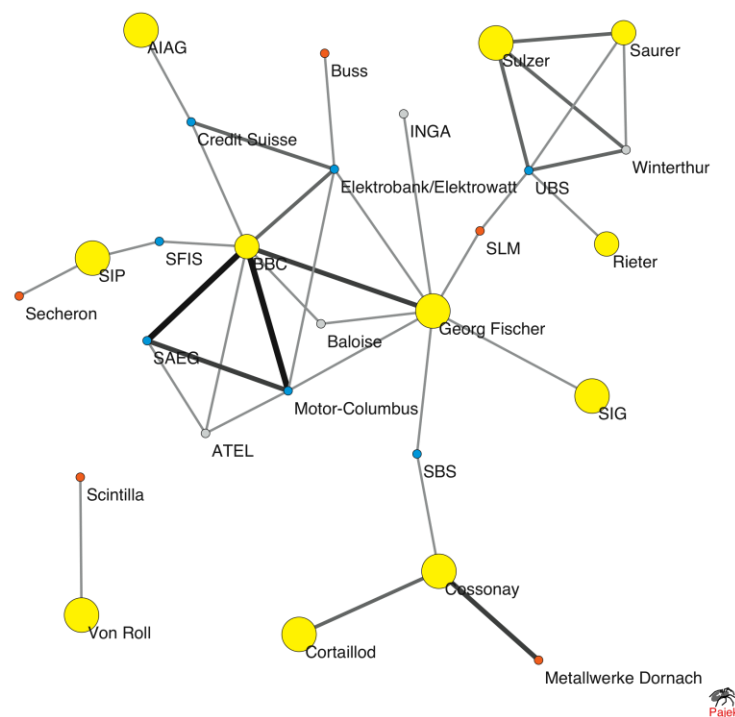 AIAG
Sulzer
Saurer
Buss
INGA
Credit Suisse
Winterthur
Elektrobank/Elektrowatt
UBS
SLM
Rieter
SFIS
BBC
SIP
Secheron
Georg Fischer
Baloise
SAEG
Motor-Columbus
SIG
ATEL
SBS
Scintilla
Cossonay
Von Roll
Cortaillod
Metallwerke Dornach
Pajek